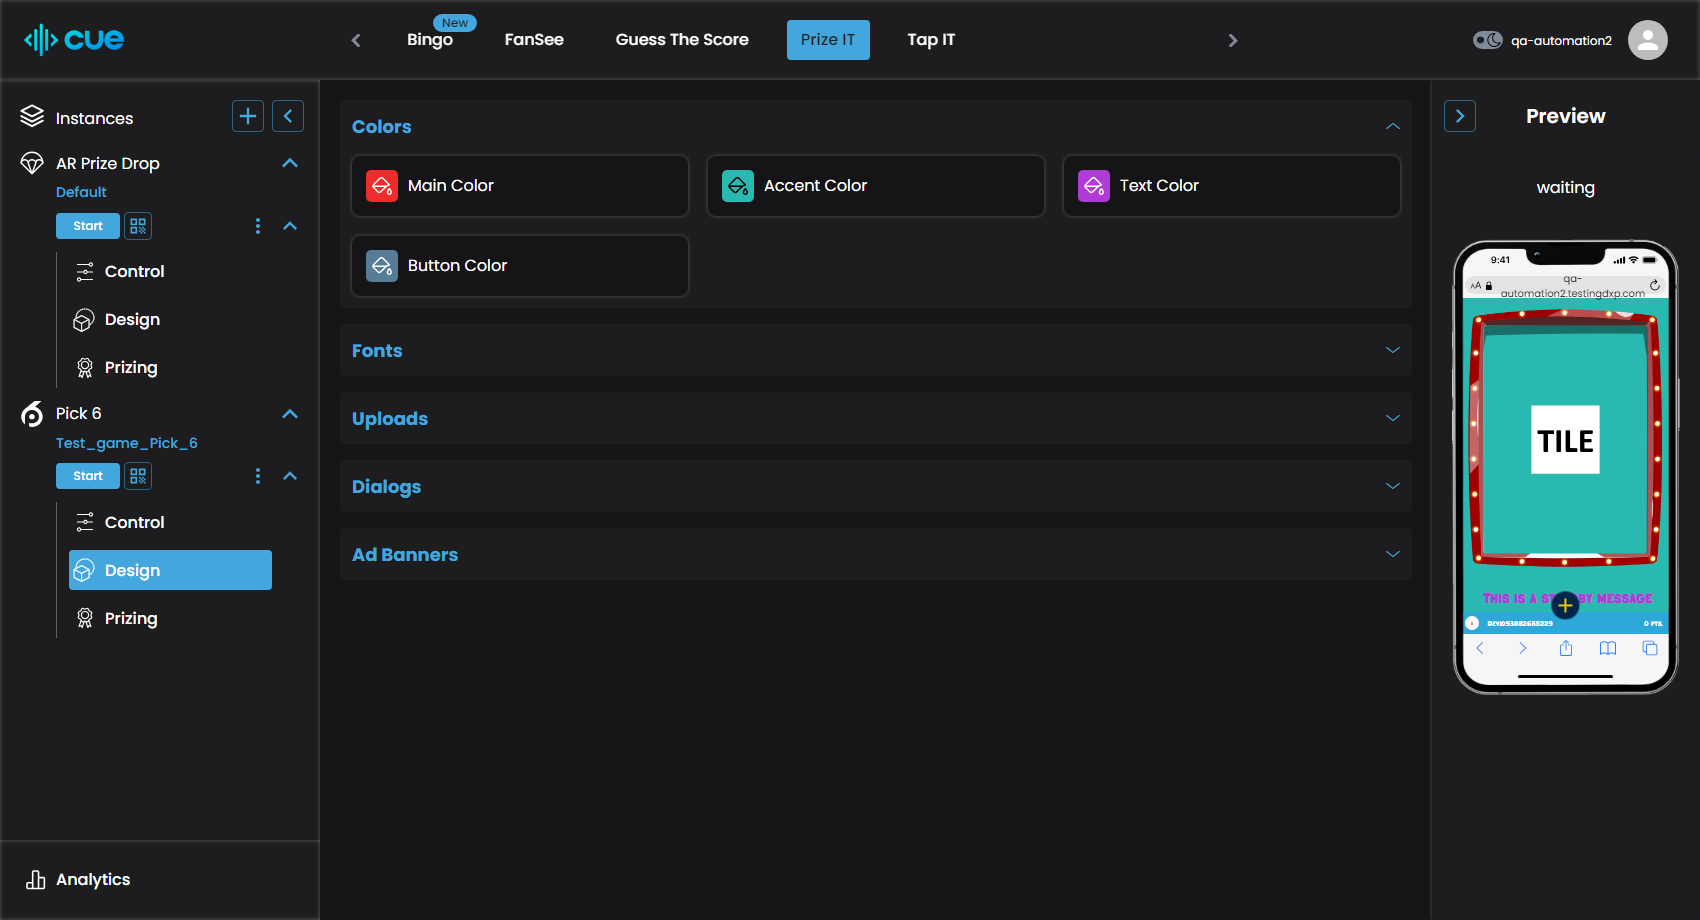 cue
New
Bingo
FanSee
Guess The Score
Prize IT
Tap IT
qa-automation2
Instances
AR Prize Drop
Default
Start
Control
Design
Prizing
Pick 6
Test_game_Pick_6
Start
Control
Design
Prizing
Analytics
Colors
Main Color
Accent Color
Text Color
Button Color
Fonts
Uploads
Dialogs
Ad Banners
Preview
waiting
9:41
AA
qa-
automation2.testingdxp.com
TILE
THIS IS A ST BY MESSAGE
0 PTS.